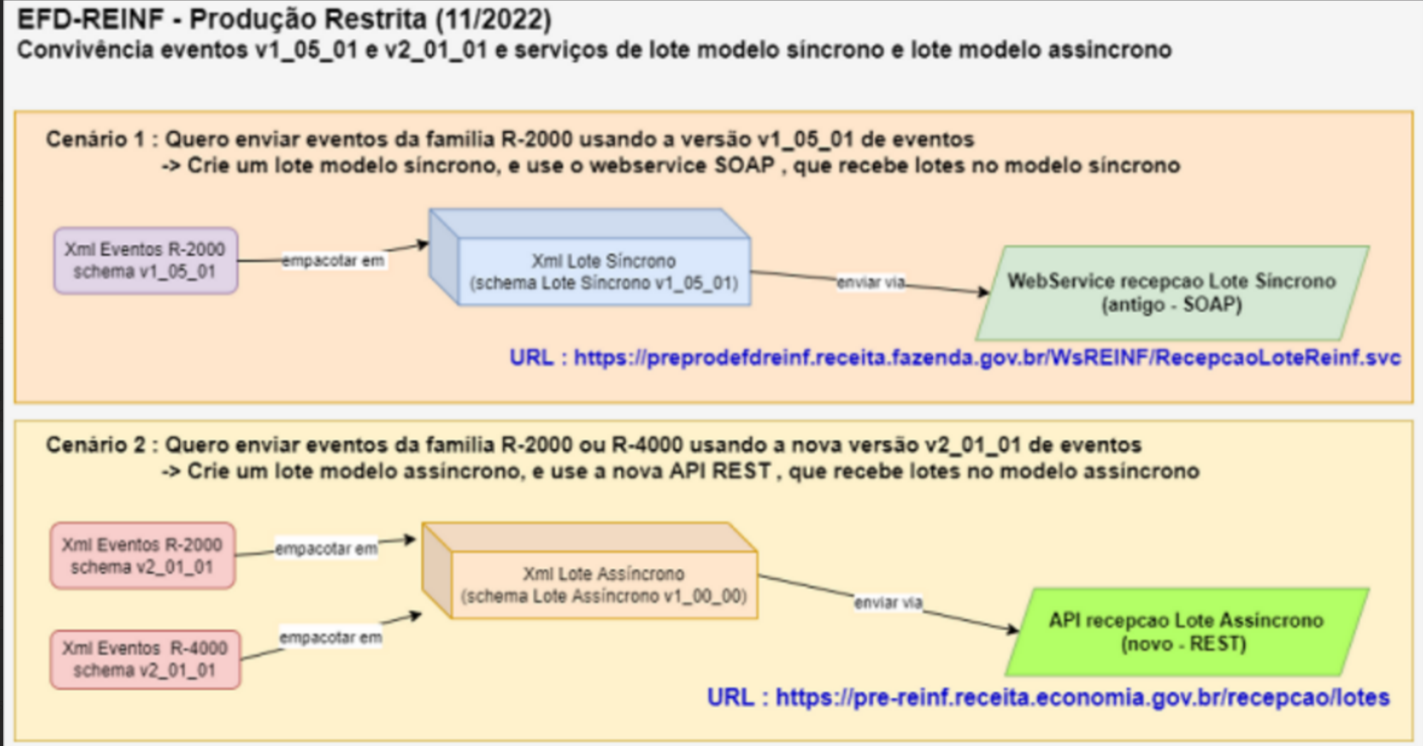 EFD-REINF - Produção Restrita (11/2022)
Convivência eventos v1_05_01 e v2_01_01 e serviços de lote modelo síncrono e lote modelo assincrono
Cenário 1 : Quero enviar eventos da família R-2000 usando a versão v1_05_01 de eventos
-> Crie um lote modelo síncrono, e use o webservice SOAP , que recebe lotes no modelo síncrono
Xml Eventos R-2000
schema v1_05_01
empacotar em
Xml Lote Síncrono
(schema Lote Síncrono v1_05_01)
enviar via
WebService recepcao Lote Síncrono
(antigo - SOAP)
URL : https://preprodefdreinf.receita.fazenda.gov.br/WsREINF/RecepcaoLoteReinf.svc
Cenário 2 : Quero enviar eventos da família R-2000 ou R-4000 usando a nova versão v2_01_01 de eventos
-> Crie um lote modelo assíncrono, e use a nova API REST , que recebe lotes no modelo assíncrono
Xml Eventos R-2000
schema v2_01_01
empacotar em
Xml Eventos R-4000
schema v2_01_01
empacotar em
Xml Lote Assíncrono
(schema Lote Assíncrono v1_00_00)
enviar via
API recepcao Lote Assíncrono
(novo - REST)
URL : https://pre-reinf.receita.economia.gov.br/recepcao/lotes